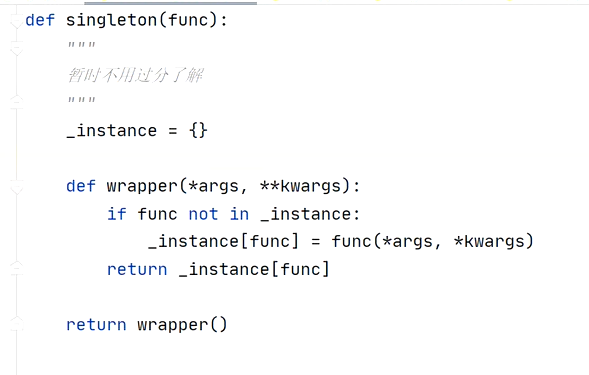 def singleton(func):
    """
    暂时不用过分了解
    """
    _instance = {}
    def wrapper(*args, **kwargs):
        if func not in _instance:
            _instance[func] = func(*args, *kwargs)
        return _instance[func]
    return wrapper()